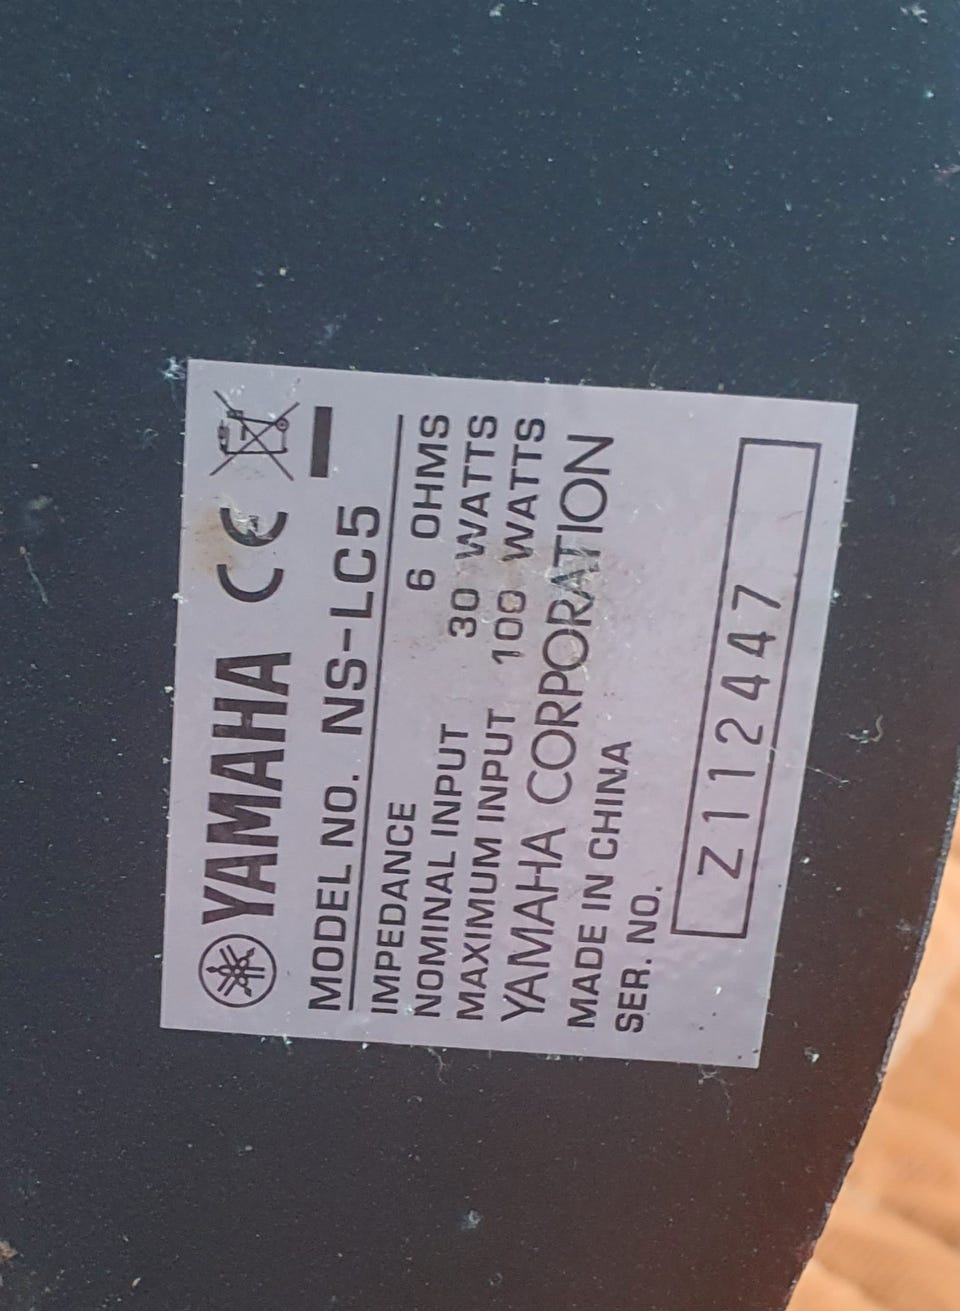 YAMAHA CE
MODEL NO. NS-LC5
IMPEDANCE 6 OHMS
NOMINAL INPUT 30 WATTS
MAXIMUM INPUT 100 WATTS
YAMAHA CORPORATION
MADE IN CHINA
SER. NO.
Z112447